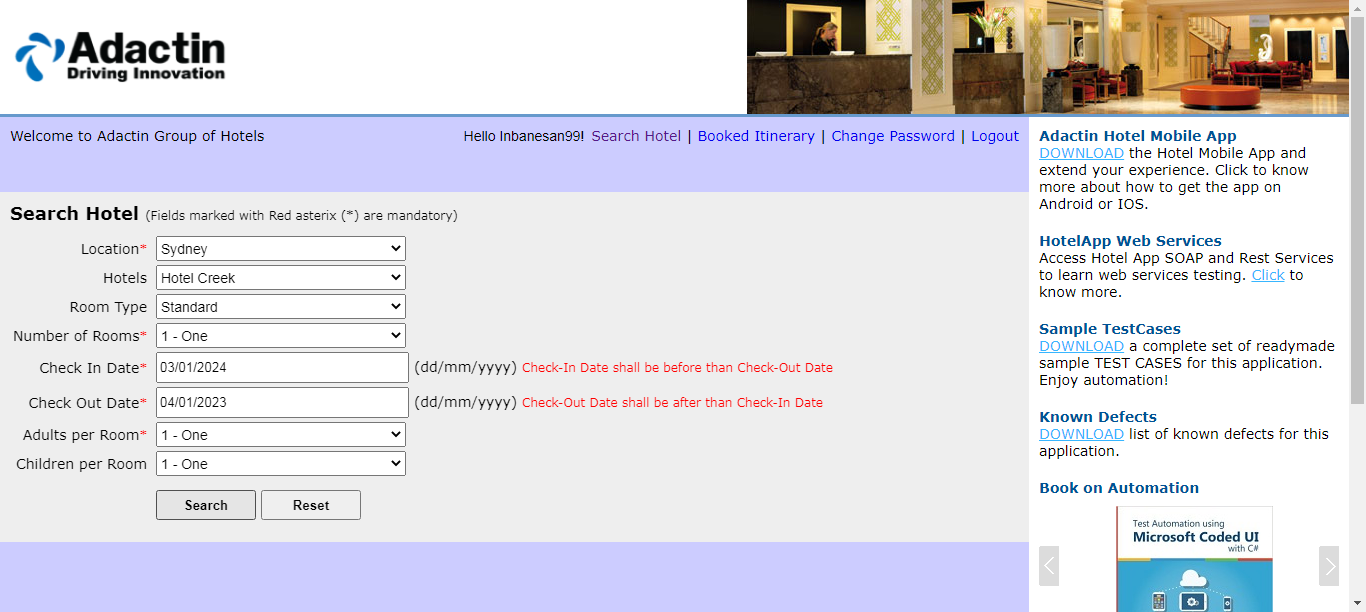 Adactin
Driving Innovation
Welcome to Adactin Group of Hotels
Hello Inbanesan99! Search Hotel | Booked Itinerary | Change Password | Logout
Search Hotel (Fields marked with Red asterix (*) are mandatory)
Location* Sydney
Hotels Hotel Creek
Room Type Standard
Number of Rooms* 1 - One
Check In Date* 03/01/2024 (dd/mm/yyyy) Check-In Date shall be before than Check-Out Date
Check Out Date* 04/01/2023 (dd/mm/yyyy) Check-Out Date shall be after than Check-In Date
Adults per Room* 1 - One
Children per Room 1 - One
Search Reset
Adactin Hotel Mobile App
DOWNLOAD the Hotel Mobile App and
extend your experience. Click to know
more about how to get the app on
Android or IOS.
HotelApp Web Services
Access Hotel App SOAP and Rest Services
to learn web services testing. Click to
know more.
Sample TestCases
DOWNLOAD a complete set of readymade
sample TEST CASES for this application.
Enjoy automation!
Known Defects
DOWNLOAD list of known defects for this
application.
Book on Automation
Test Automation using
Microsoft Coded UI
with C#